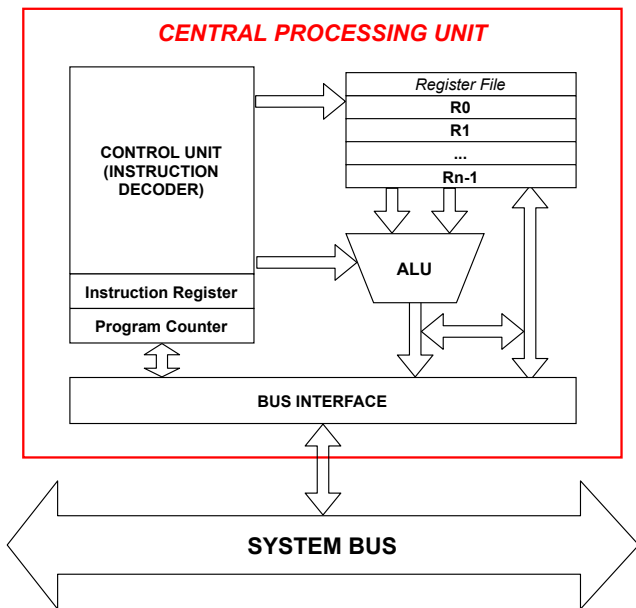 CENTRAL PROCESSING UNIT
CONTROL UNIT
(INSTRUCTION
DECODER)
Instruction Register
Program Counter
Register File
R0
R1
...
Rn-1
ALU
BUS INTERFACE
SYSTEM BUS